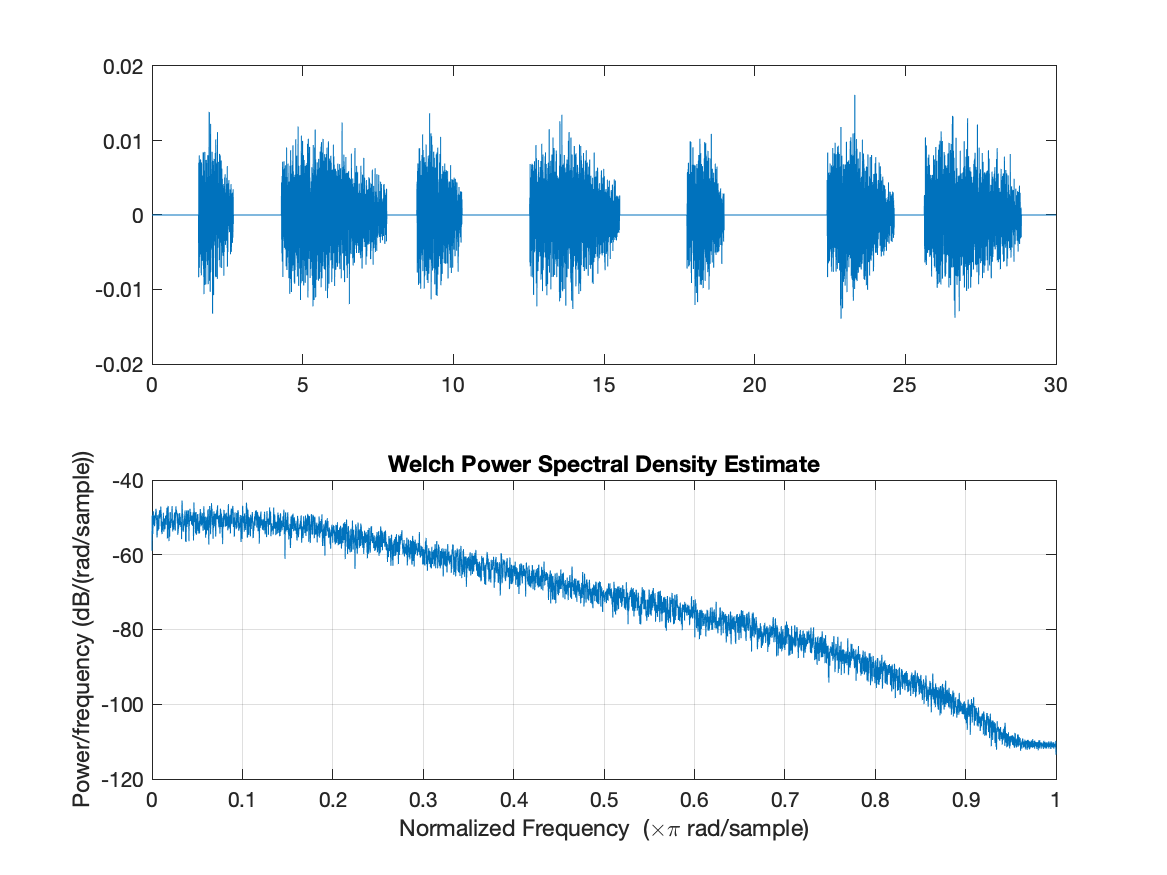 0.02
0.01
0
-0.01
-0.02
0 5 10 15 20 25 30
Welch Power Spectral Density Estimate
Power/frequency (dB/(rad/sample))
-40
-60
-80
-100
-120
0 0.1 0.2 0.3 0.4 0.5 0.6 0.7 0.8 0.9 1
Normalized Frequency (×π rad/sample)